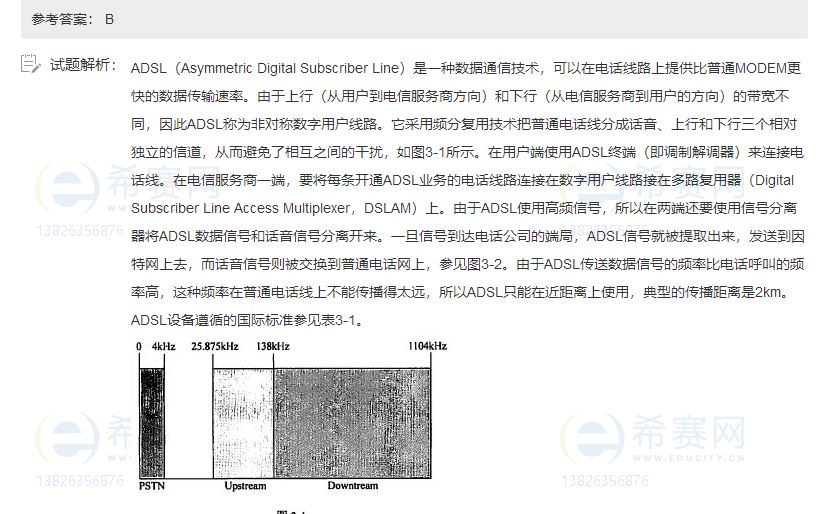 参考答案： B
试题解析： ADSL（Asymmetric Digital Subscriber Line）是一种数据通信技术，可以在电话线路上提供比普通MODEM更
快的数据传输速率。由于上行（从用户到电信服务商方向）和下行（从电信服务商到用户的方向）的带宽不
同，因此ADSL称为非对称数字用户线路。它采用频分复用技术把普通电话线分成话音、上行和下行三个相对
独立的信道，从而避免了相互之间的干扰，如图3-1所示。在用户端使用ADSL终端（即调制解调器）来连接电
话线。在电信服务商一端，要将每条开通ADSL业务的电话线路连接在数字用户线路接在多路复用器（Digital
Subscriber Line Access Multiplexer，DSLAM）上。由于ADSL使用高频信号，所以在两端还要使用信号分离
器将ADSL数据信号和话音信号分离开来。一旦信号到达电话公司的端局，ADSL信号就被提取出来，发送到因
特网上去，而话音信号则被交换到普通电话网上，参见图3-2。由于ADSL传送数据信号的频率比电话呼叫的频
率高，这种频率在普通电话线上不能传播得太远，所以ADSL只能在近距离上使用，典型的传播距离是2km。
ADSL设备遵循的国际标准参见表3-1。
0 4kHz 25.875kHz 138kHz 1104kHz
PSTN Upstream Downtream
希赛网
WWW.EDUCITY.CN
13826356876
希赛网
13826356876
希
13826356876
希赛网
WWW.EDUCITY.CN
13826356876